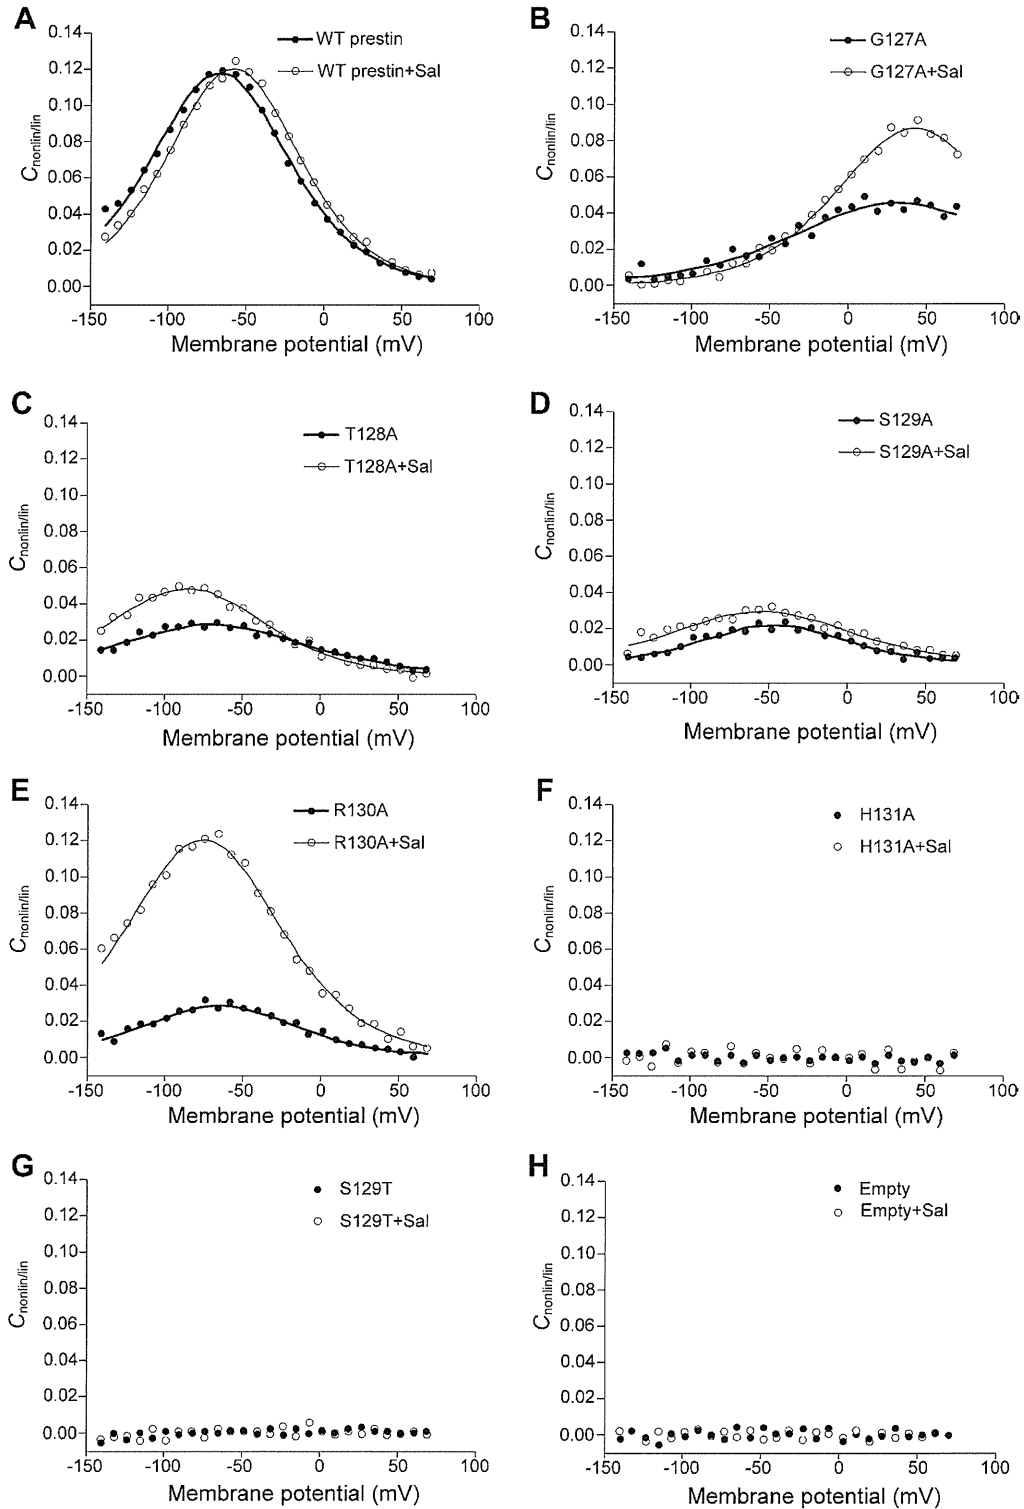 A
0.14
0.12
0.10
0.08
0.06
0.04
0.02
0.00
Cnonlin/lin
WT prestin
WT prestin+Sal
-150 -100 -50 0 50 100
Membrane potential (mV)
B
0.14
0.12
0.10
0.08
0.06
0.04
0.02
0.00
Cnonlin/lin
G127A
G127A+Sal
-150 -100 -50 0 50 100
Membrane potential (mV)
C
0.14
0.12
0.10
0.08
0.06
0.04
0.02
0.00
Cnonlin/lin
T128A
T128A+Sal
-150 -100 -50 0 50 100
Membrane potential (mV)
D
0.14
0.12
0.10
0.08
0.06
0.04
0.02
0.00
Cnonlin/lin
S129A
S129A+Sal
-150 -100 -50 0 50 100
Membrane potential (mV)
E
0.14
0.12
0.10
0.08
0.06
0.04
0.02
0.00
Cnonlin/lin
R130A
R130A+Sal
-150 -100 -50 0 50 100
Membrane potential (mV)
F
0.14
0.12
0.10
0.08
0.06
0.04
0.02
0.00
Cnonlin/lin
H131A
H131A+Sal
-150 -100 -50 0 50 100
Membrane potential (mV)
G
0.14
0.12
0.10
0.08
0.06
0.04
0.02
0.00
Cnonlin/lin
S129T
S129T+Sal
-150 -100 -50 0 50 100
Membrane potential (mV)
H
0.14
0.12
0.10
0.08
0.06
0.04
0.02
0.00
Cnonlin/lin
Empty
Empty+Sal
-150 -100 -50 0 50 100
Membrane potential (mV)